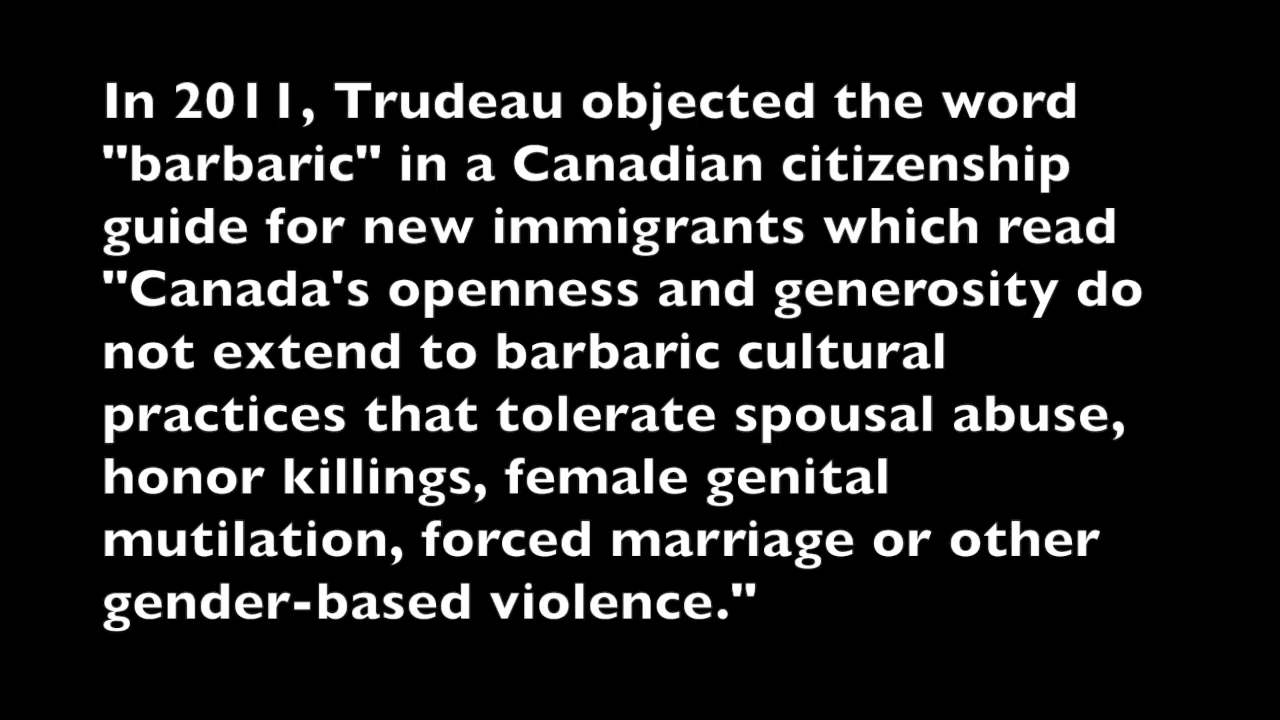 In 2011, Trudeau objected the word
"barbaric" in a Canadian citizenship
guide for new immigrants which read
"Canada's openness and generosity do
not extend to barbaric cultural
practices that tolerate spousal abuse,
honor killings, female genital
mutilation, forced marriage or other
gender-based violence."